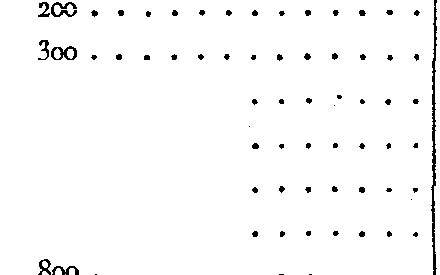 200 . . . . . . . . . . . . .
300 . . . . . . . . . . . . .
. . . . . . .
. . . . . . .
. . . . . . .
. . . . . . .
800